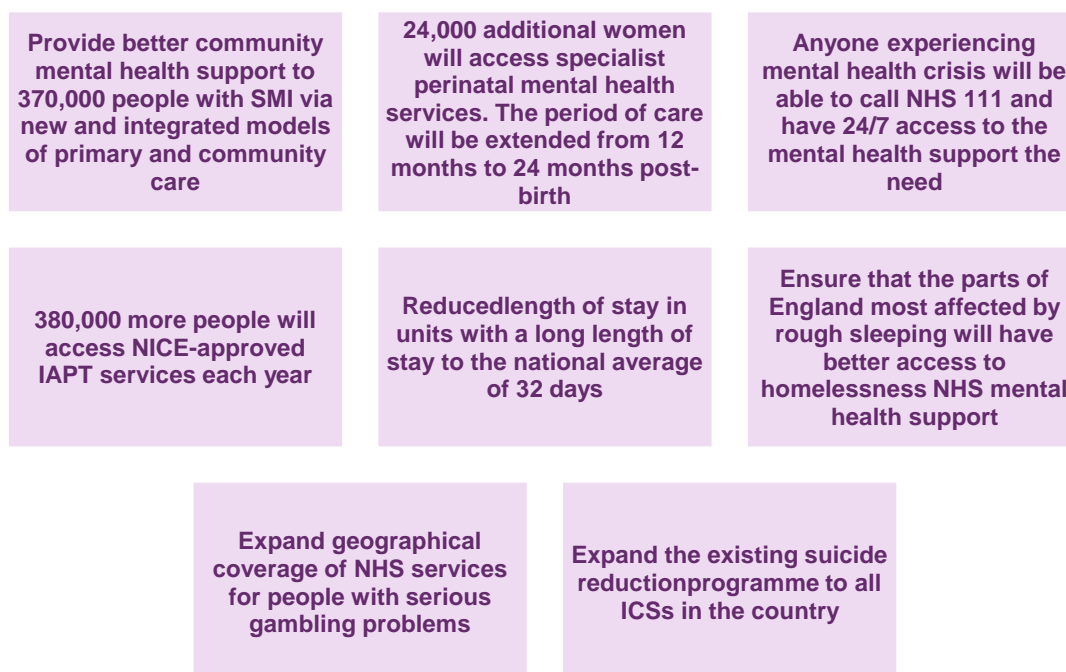 Provide better community
mental health support to
370,000 people with SMI via
new and integrated models
of primary and community
care
24,000 additional women
will access specialist
perinatal mental health
services. The period of care
will be extended from 12
months to 24 months post-
birth
Anyone experiencing
mental health crisis will be
able to call NHS 111 and
have 24/7 access to the
mental health support the
need
380,000 more people will
access NICE-approved
IAPT services each year
Reducedlength of stay in
units with a long length of
stay to the national average
of 32 days
Ensure that the parts of
England most affected by
rough sleeping will have
better access to
homelessness NHS mental
health support
Expand geographical
coverage of NHS services
for people with serious
gambling problems
Expand the existing suicide
reductionprogramme to all
ICSs in the country